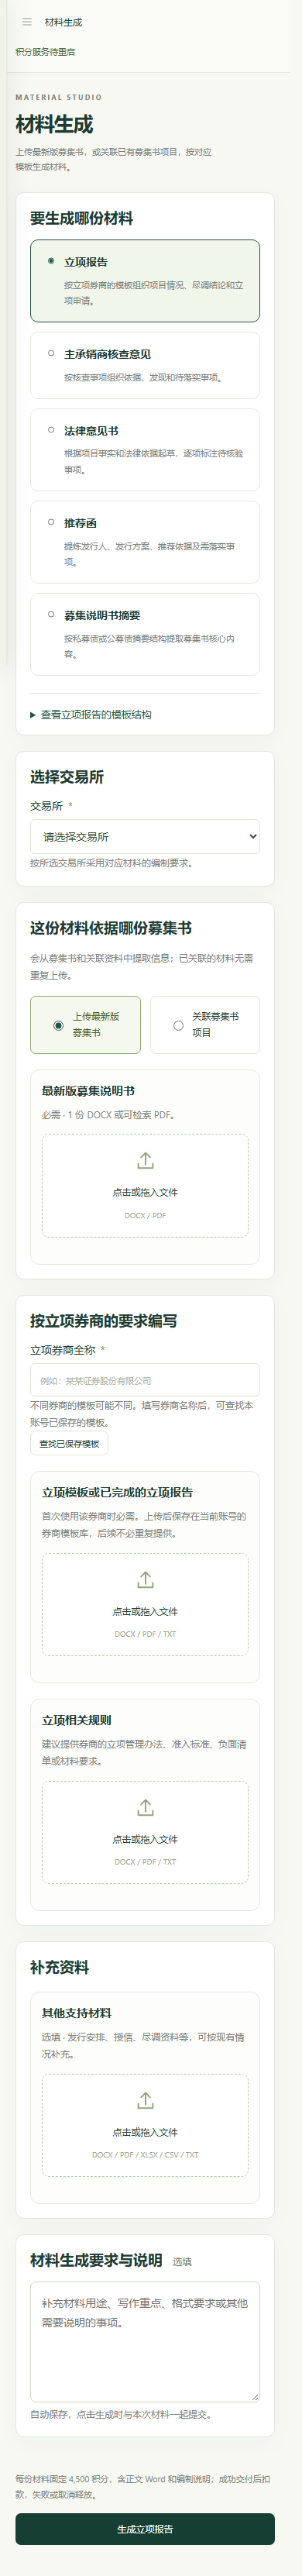 材料生成
积分服务待重启
MATERIAL STUDIO
材料生成
上传最新版募集书，或关联已有募集书项目，按对应
模板生成材料。
要生成哪份材料
立项报告
按立项券商的模板组织项目情况、尽调结论和立
项申请。
主承销商核查意见
按核查事项组织依据、发现和待落实事项。
法律意见书
根据项目事实和法律依据起草，逐项标注待核验
事项。
推荐函
提炼发行人、发行方案、推荐依据及需落实事
项。
募集说明书摘要
按私募债或公募债摘要结构提取募集书核心内
容。
查看立项报告的模板结构
选择交易所
交易所 *
请选择交易所
按所选交易所采用对应材料的编制要求。
这份材料依据哪份募集书
会从募集书和关联资料中提取信息；已关联的材料无需
重复上传。
上传最新版
募集书
关联募集书
项目
最新版募集说明书
必需 · 1 份 DOCX 或可检索 PDF。
点击或拖入文件
DOCX / PDF
按立项券商的要求编写
立项券商全称 *
例如：某某证券股份有限公司
不同券商的模板可能不同。填写券商名称后，可查找本
账号已保存的模板。
查找已保存模板
立项模板或已完成的立项报告
首次使用该券商时必需。上传后保存在当前账号的
券商模板库，后续不必重复提供。
点击或拖入文件
DOCX / PDF / TXT
立项相关规则
建议提供券商的立项管理办法、准入标准、负面清
单或材料要求。
点击或拖入文件
DOCX / PDF / TXT
补充资料
其他支持材料
选填 · 发行安排、授信、尽调资料等，可按现有情
况补充。
点击或拖入文件
DOCX / PDF / XLSX / CSV / TXT
材料生成要求与说明 选填
补充材料用途、写作重点、格式要求或其他
需要说明的事项。
自动保存，点击生成时与本次材料一起提交。
每份材料固定 4,500 积分，含正文 Word 和编制说明；成功交付后扣
款，失败或取消释放。
生成立项报告